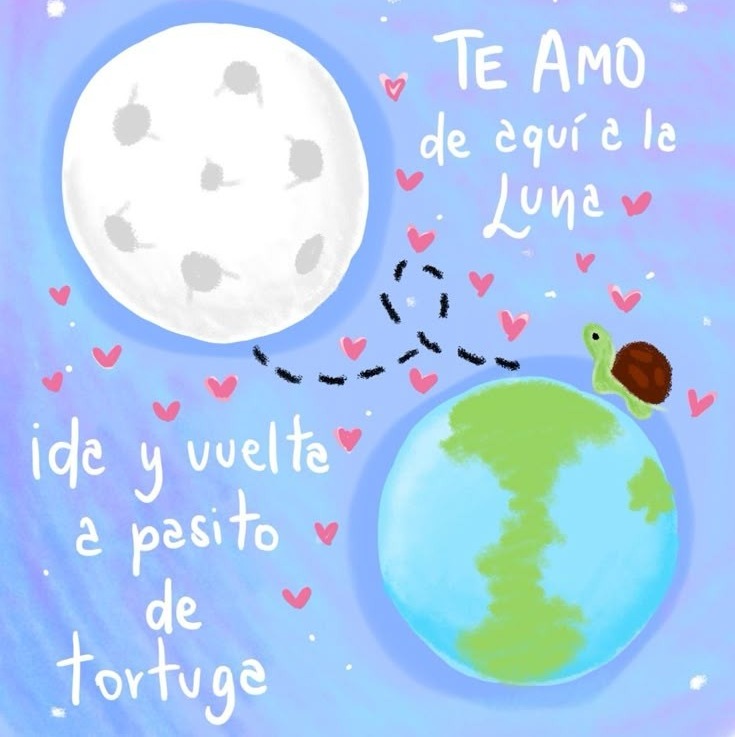 TE AMO
de aquí a la
Luna
ida y vuelta
a pasito
de
tortuga